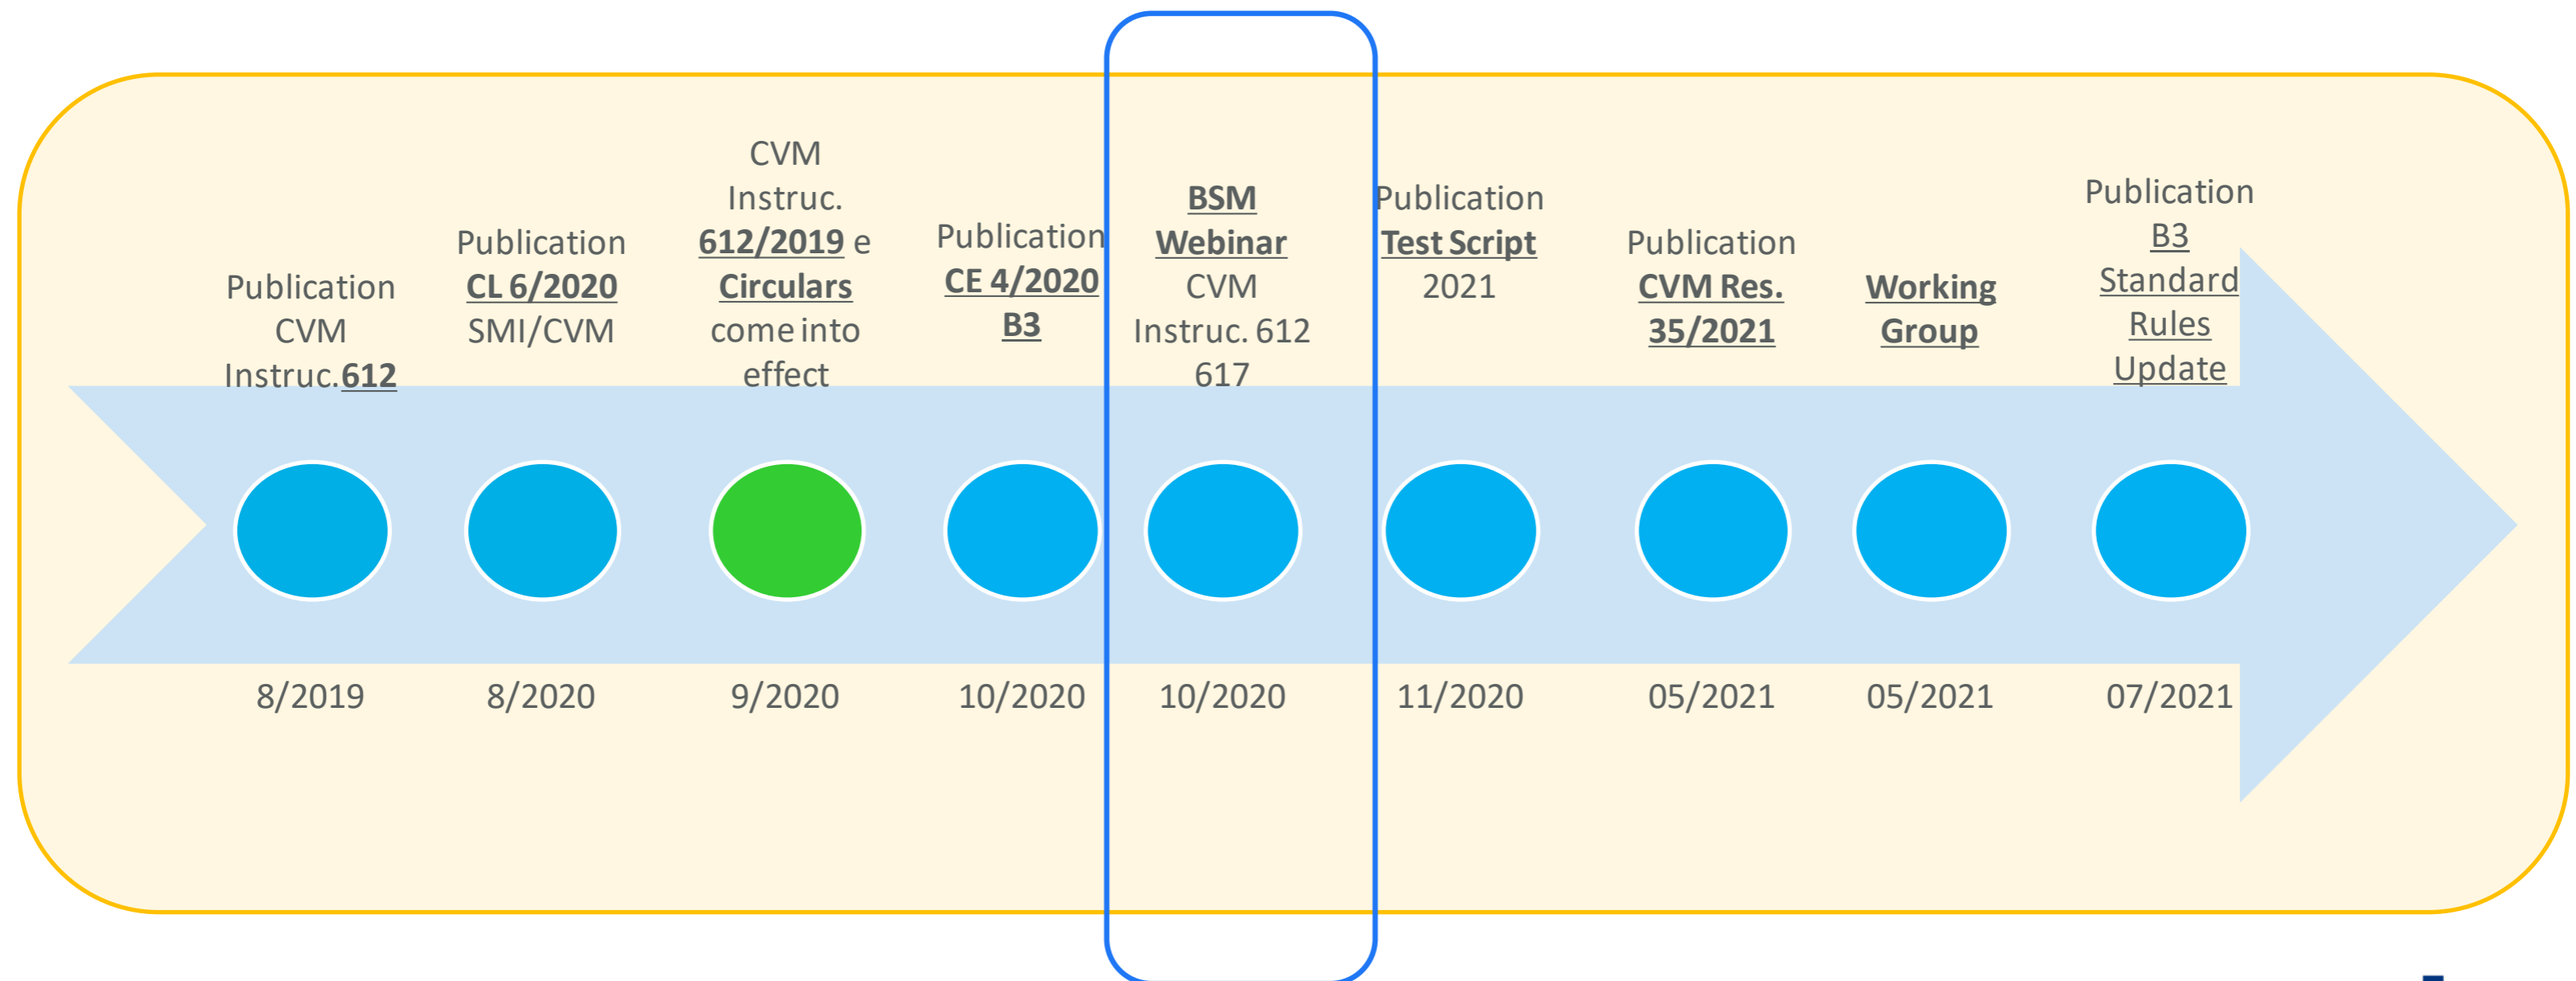 Publication
CVM
Instruc.612
Publication
CL 6/2020
SMI/CVM
CVM
Instruc.
612/2019 e
Circulars
come into
effect
Publication
CE 4/2020
B3
BSM
Webinar
CVM
Instruc. 612
617
Publication
Test Script
2021
Publication
CVM Res.
35/2021
Working
Group
Publication
B3
Standard
Rules
Update
8/2019
8/2020
9/2020
10/2020
10/2020
11/2020
05/2021
05/2021
07/2021